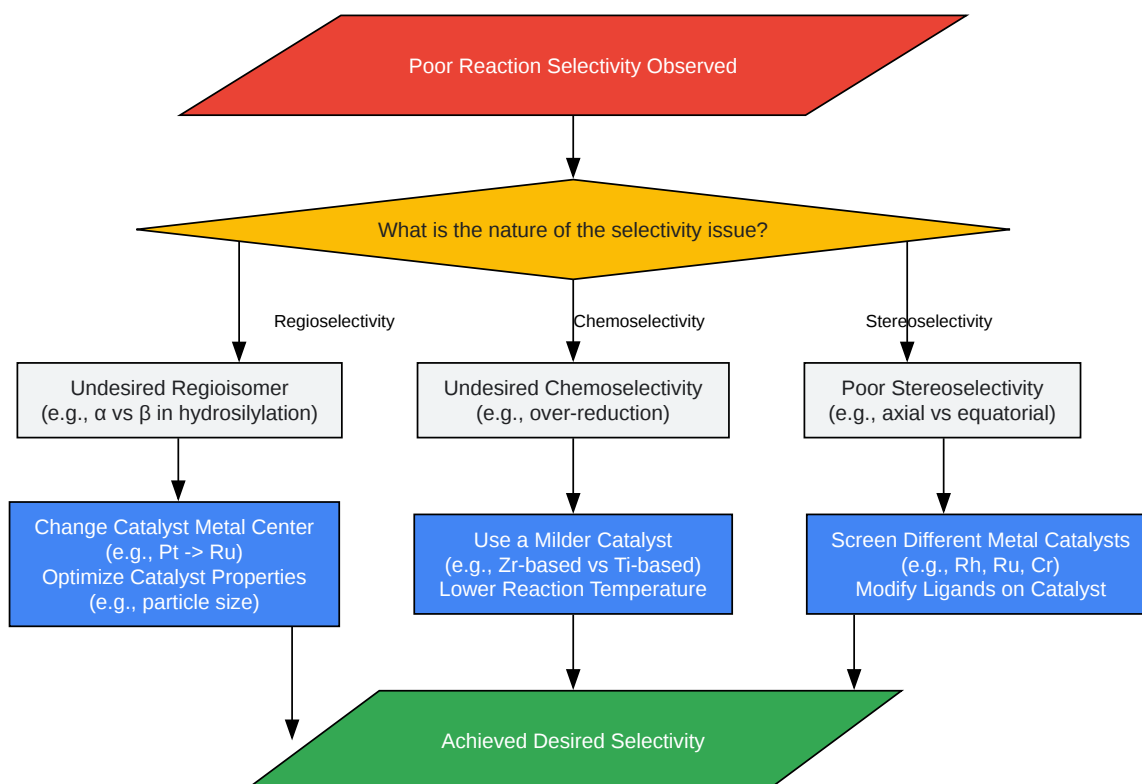 Poor Reaction Selectivity Observed
What is the nature of the selectivity issue?
Regioselectivity
Chemoselectivity
Stereoselectivity
Undesired Regioisomer
(e.g., α vs β in hydrosilylation)
Undesired Chemoselectivity
(e.g., over-reduction)
Poor Stereoselectivity
(e.g., axial vs equatorial)
Change Catalyst Metal Center
(e.g., Pt -> Ru)
Optimize Catalyst Properties
(e.g., particle size)
Use a Milder Catalyst
(e.g., Zr-based vs Ti-based)
Lower Reaction Temperature
Screen Different Metal Catalysts
(e.g., Rh, Ru, Cr)
Modify Ligands on Catalyst
Achieved Desired Selectivity